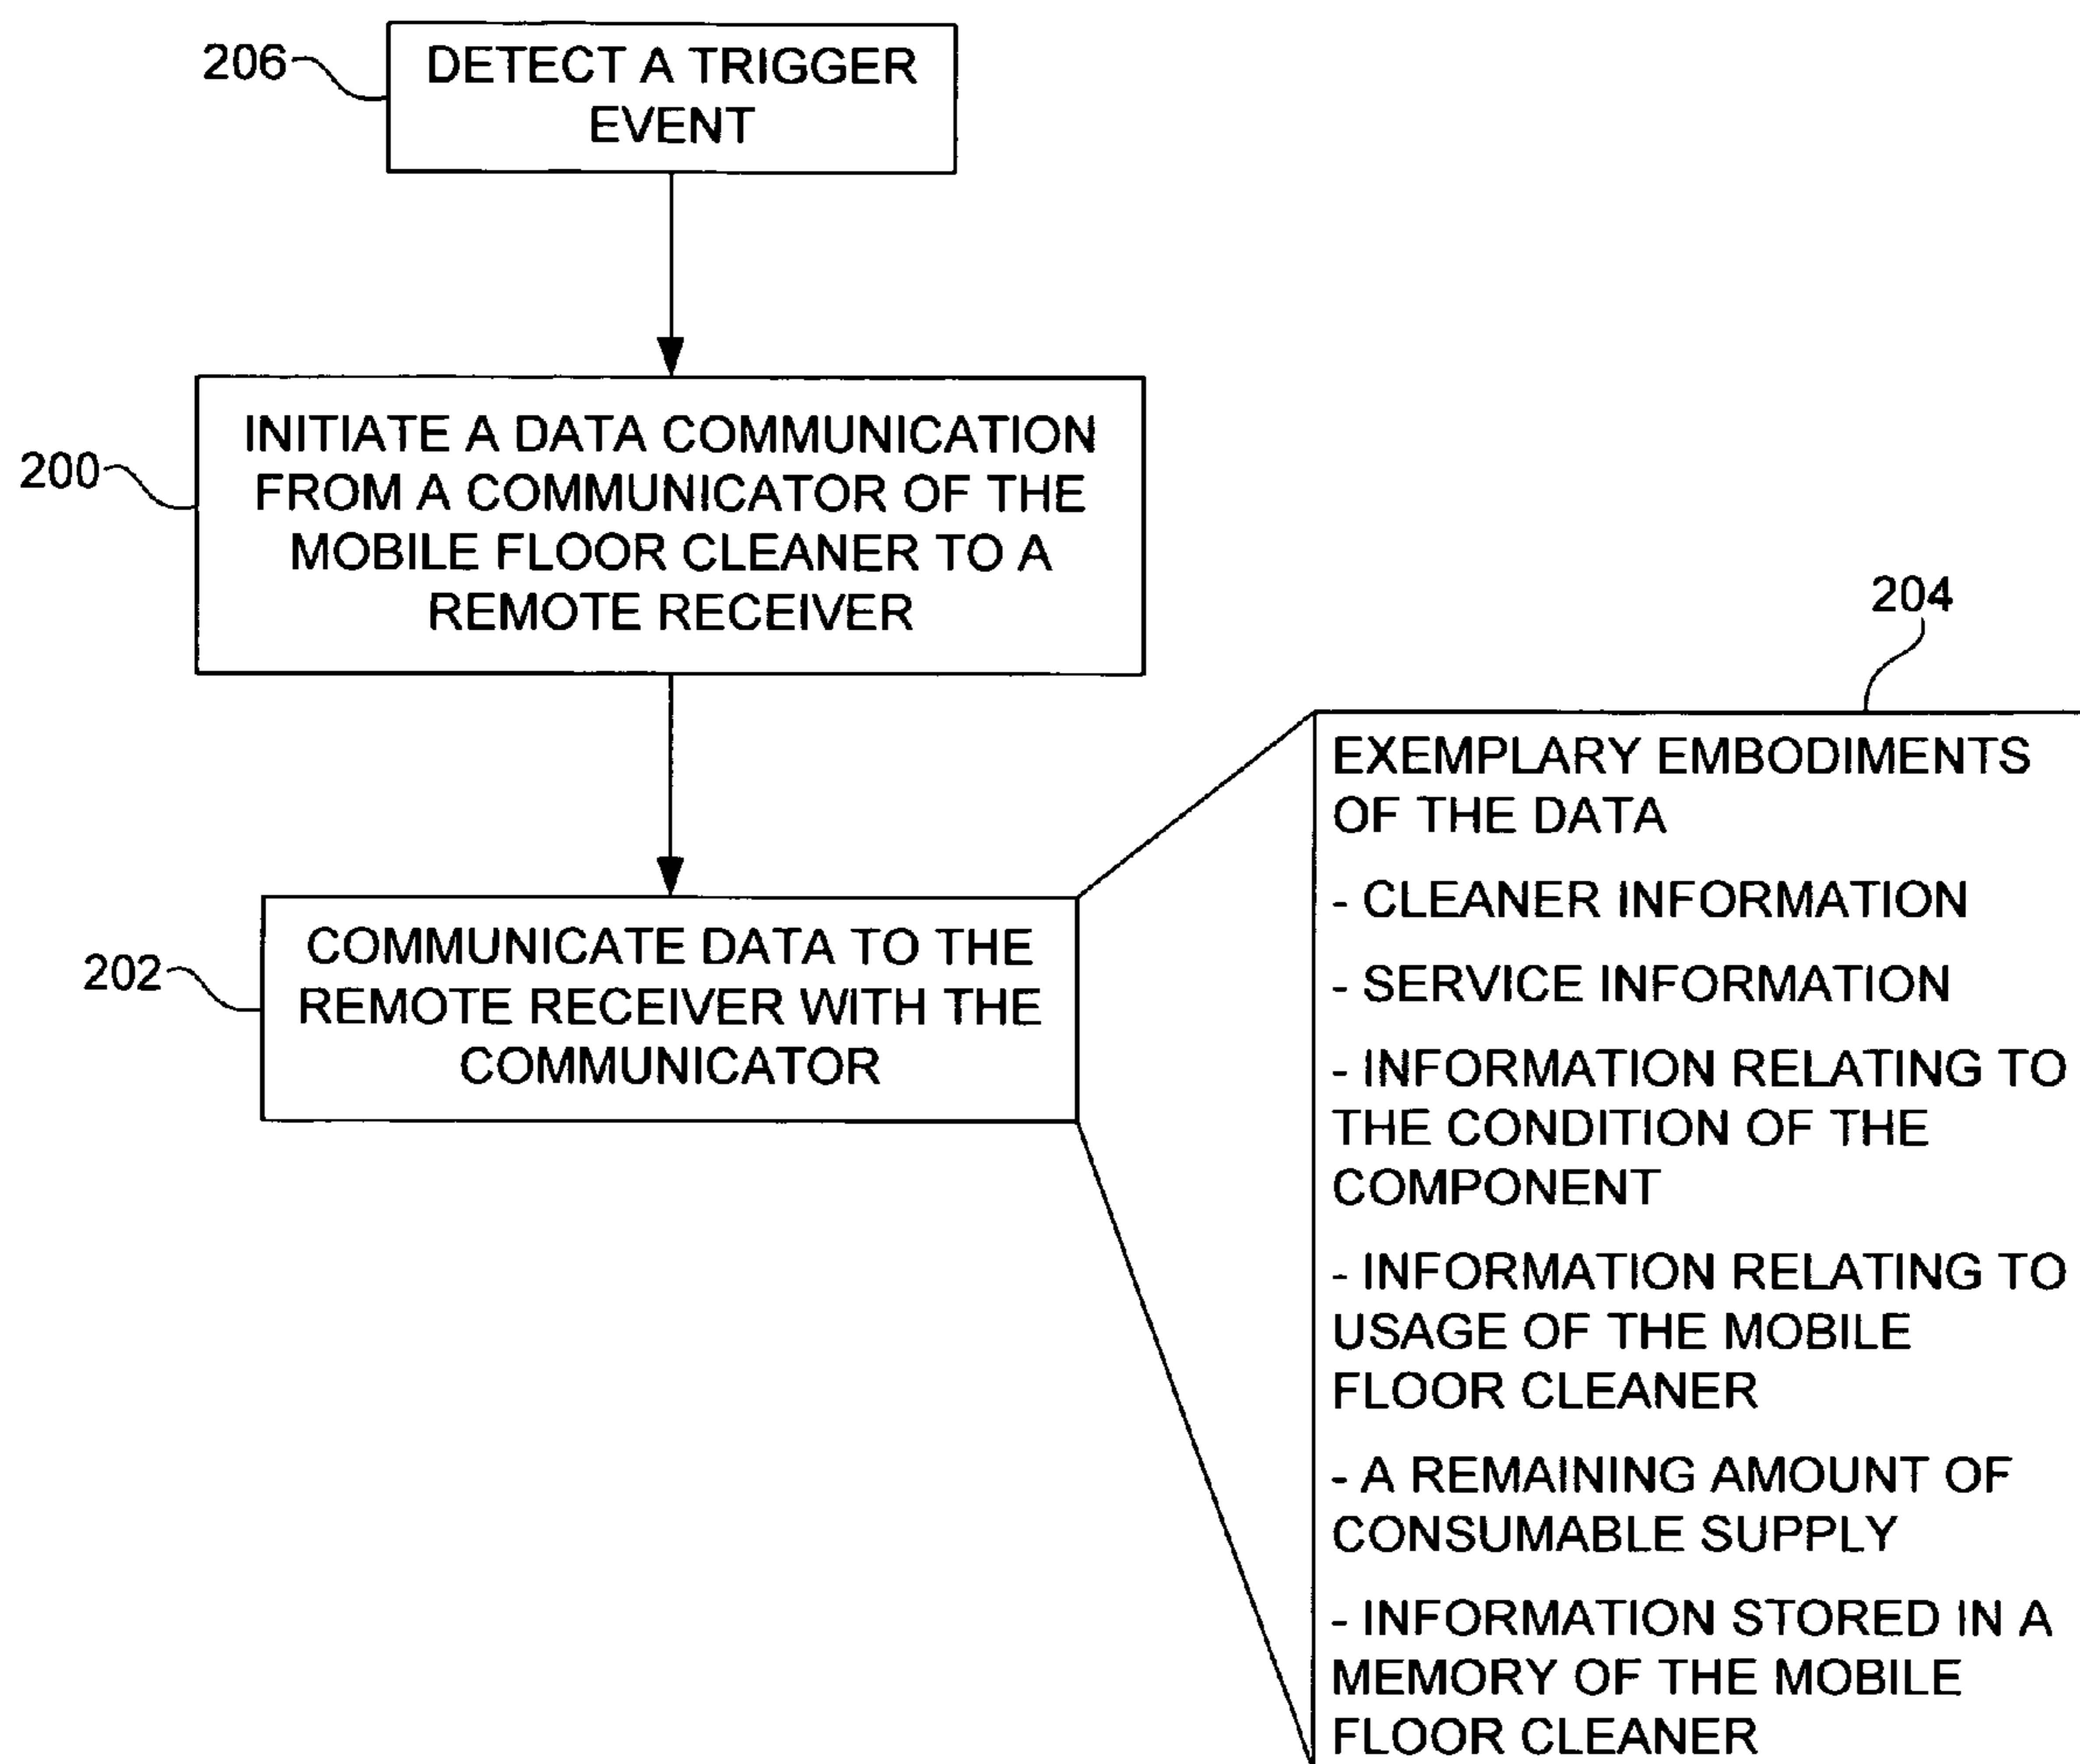 206
DETECT A TRIGGER
EVENT
200
INITIATE A DATA COMMUNICATION
FROM A COMMUNICATOR OF THE
MOBILE FLOOR CLEANER TO A
REMOTE RECEIVER
202
COMMUNICATE DATA TO THE
REMOTE RECEIVER WITH THE
COMMUNICATOR
204
EXEMPLARY EMBODIMENTS
OF THE DATA
- CLEANER INFORMATION
- SERVICE INFORMATION
- INFORMATION RELATING TO
THE CONDITION OF THE
COMPONENT
- INFORMATION RELATING TO
USAGE OF THE MOBILE
FLOOR CLEANER
- A REMAINING AMOUNT OF
CONSUMABLE SUPPLY
- INFORMATION STORED IN A
MEMORY OF THE MOBILE
FLOOR CLEANER